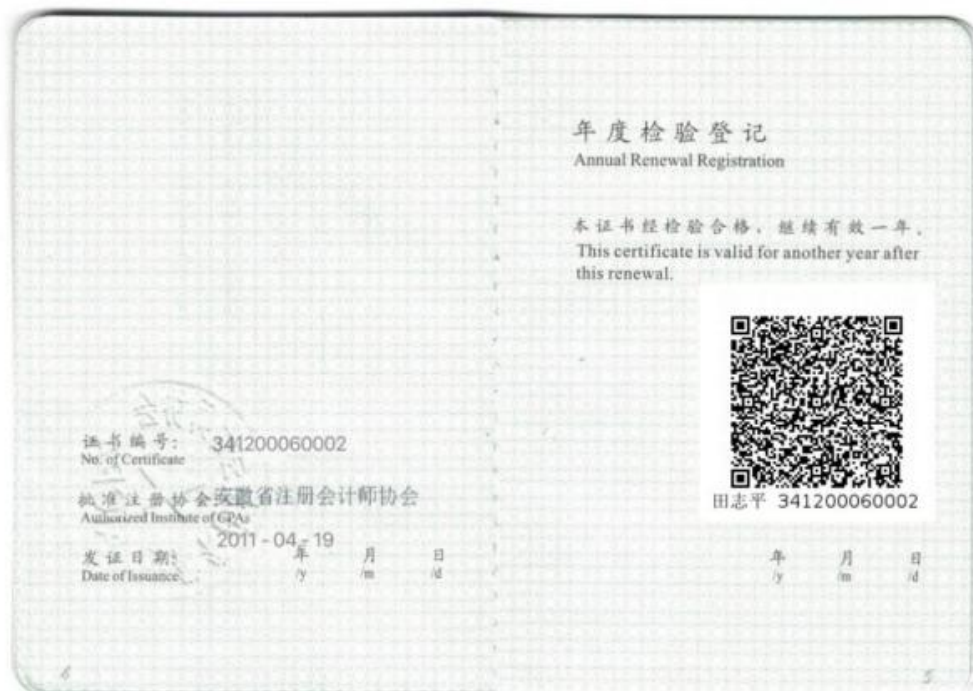 证书编号: 341200060002
No. of Certificate
批准注册协会: 安徽省注册会计师协会
Authorized Institute of CPAs
2011 - 04 - 19
发证日期: 年 月 日
Date of Issuance /y /m /d
年度检验登记
Annual Renewal Registration
本证书经检验合格，继续有效一年。
This certificate is valid for another year after
this renewal.
田志平 341200060002
年 月 日
/y /m /d
5